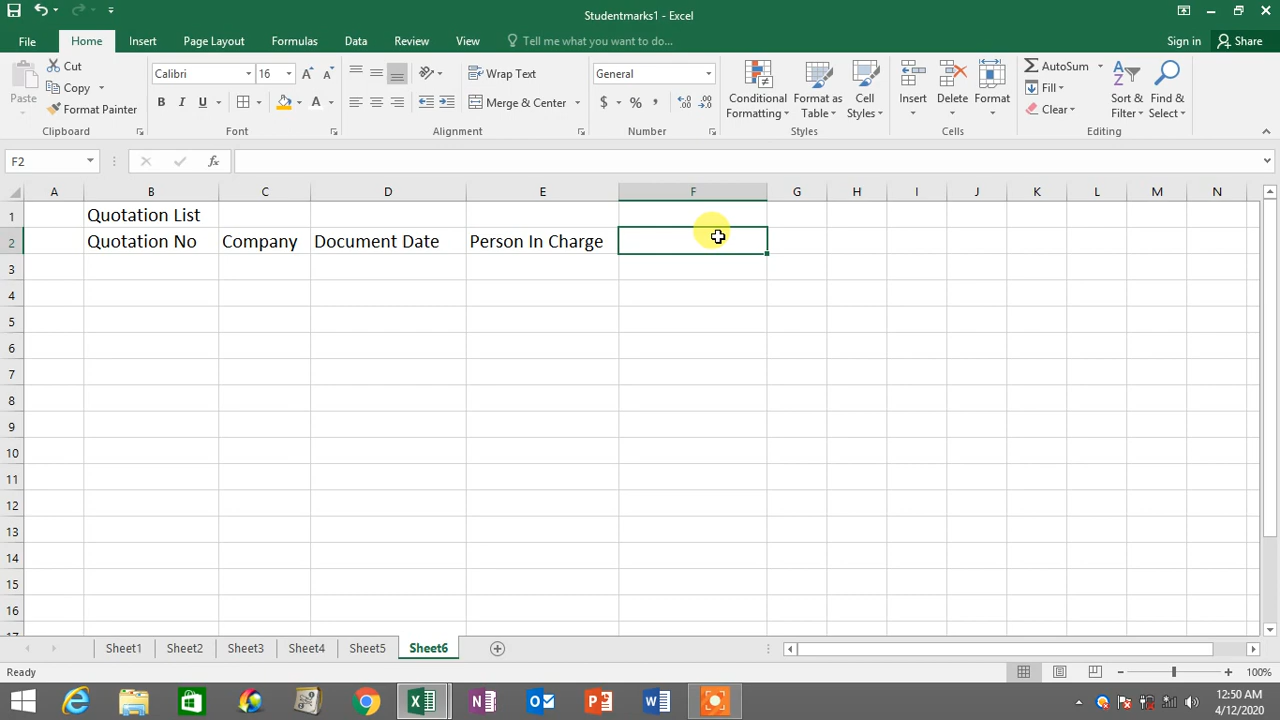 Studentmarks1 - Excel
File Home Insert Page Layout Formulas Data Review View Tell me what you want to do... Sign in Share
Paste Cut Copy Format Painter
Calibri 16
B I U A
Wrap Text
Merge & Center
General
$ % ,
Conditional Formatting Format as Table Cell Styles
Insert Delete Format
AutoSum Fill Clear
Sort & Filter Find & Select
Clipboard Font Alignment Number Styles Cells Editing
F2 fx
A B C D E F G H I J K L M N
1 Quotation List
2 Quotation No Company Document Date Person In Charge
3
4
5
6
7
8
9
10
11
12
13
14
15
16
17
Sheet1 Sheet2 Sheet3 Sheet4 Sheet5 Sheet6
Ready 100%
12:50 AM
4/12/2020